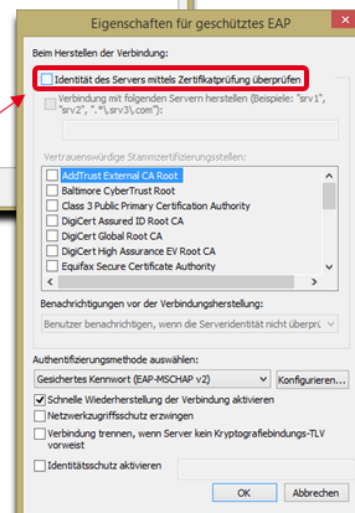 Eigenschaften für geschütztes EAP
Beim Herstellen der Verbindung:
Identität des Servers mittels Zertifikatprüfung überprüfen
Verbindung mit folgenden Servern herstellen (Beispiele: "srv1",
"srv2", ".*\.srv3\.com"):
Vertrauenswürdige Stammzertifizierungsstellen:
AddTrust External CA Root
Baltimore CyberTrust Root
Class 3 Public Primary Certification Authority
DigiCert Assured ID Root CA
DigiCert Global Root CA
DigiCert High Assurance EV Root CA
Equifax Secure Certificate Authority
Benachrichtigungen vor der Verbindungsherstellung:
Benutzer benachrichtigen, wenn die Serveridentität nicht überprü
Authentifizierungsmethode auswählen:
Gesichertes Kennwort (EAP-MSCHAP v2)
Konfigurieren...
Schnelle Wiederherstellung der Verbindung aktivieren
Netzwerkzugriffsschutz erzwingen
Verbindung trennen, wenn Server kein Kryptografiebindungs-TLV
vorweist
Identitätsschutz aktivieren
OK
Abbrechen